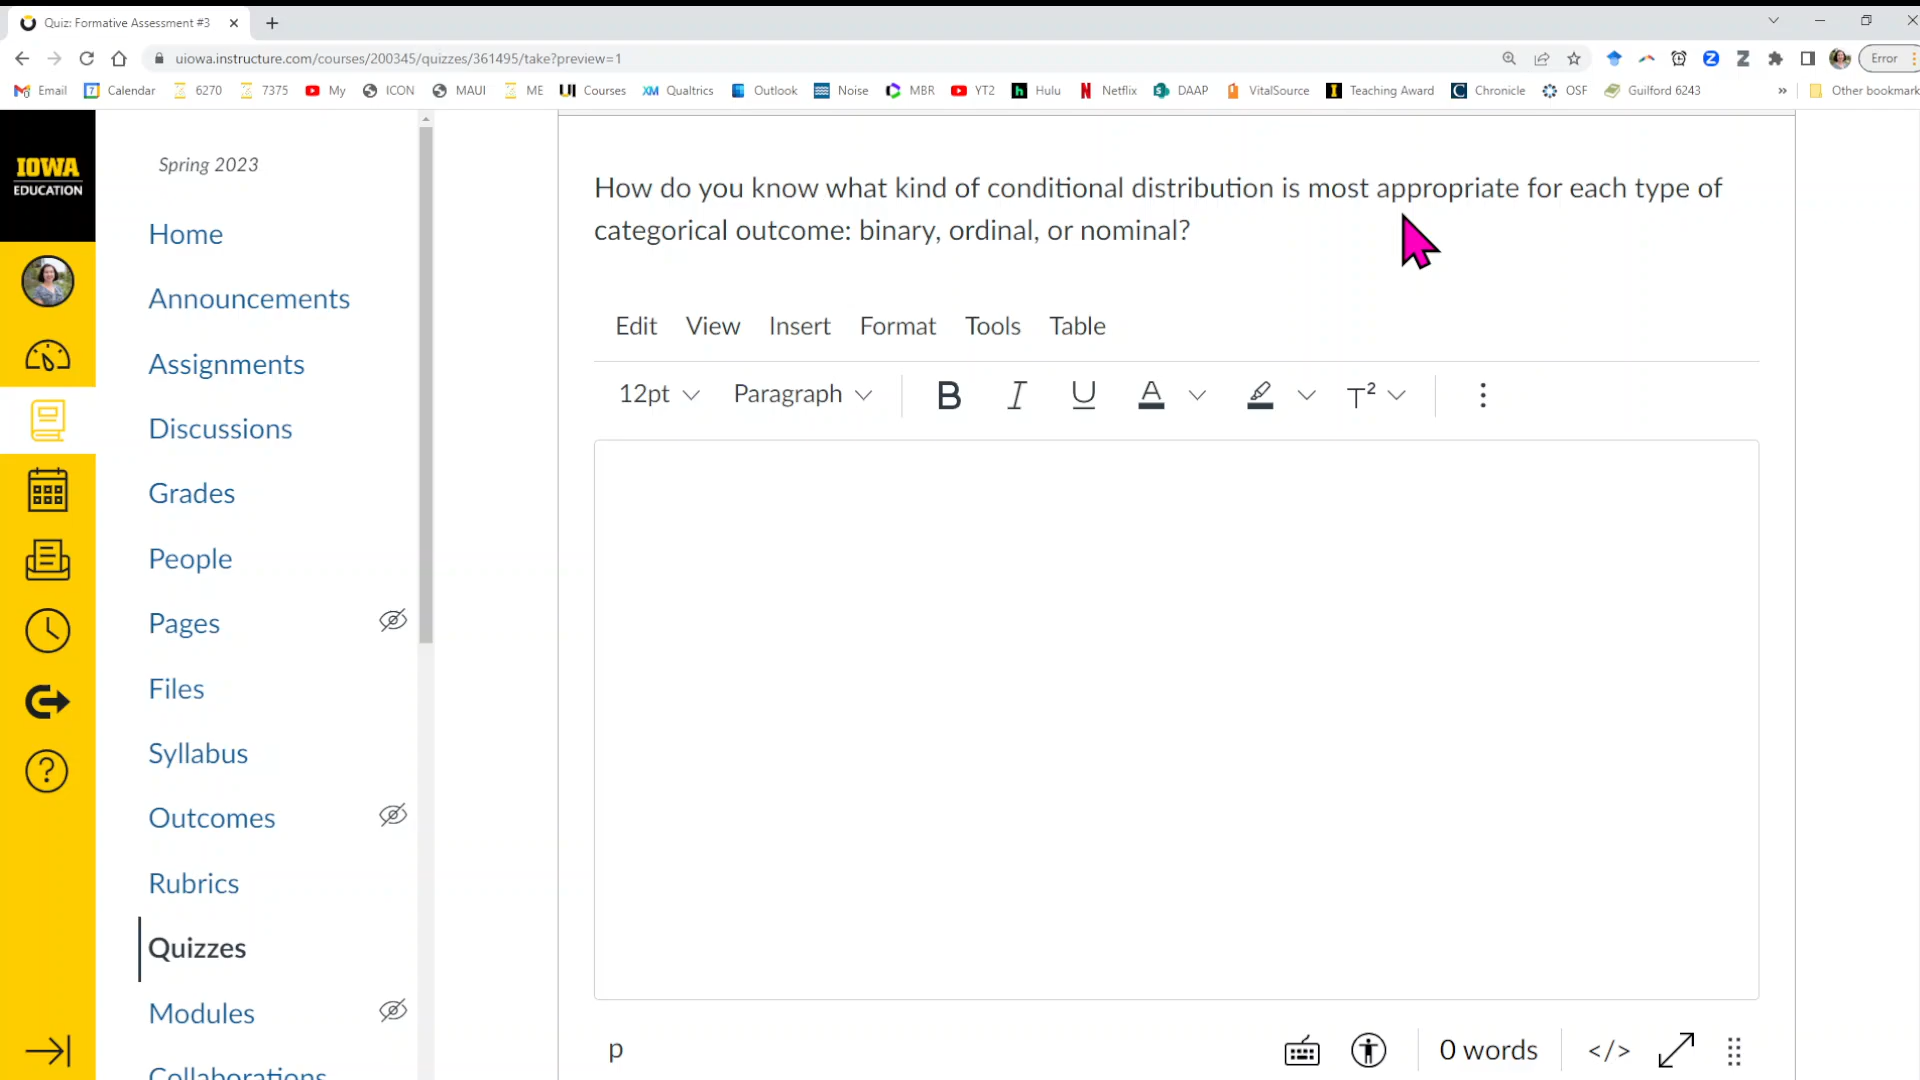 Quiz: Formative Assessment #3
uiowa.instructure.com/courses/200345/quizzes/361495/take?preview=1
Error
Email Calendar 6270 7375 My ICON MAUI ME UI Courses XM Qualtrics Outlook Noise MBR YT2 h Hulu N Netflix DAAP VitalSource I Teaching Award C Chronicle OSF Guilford 6243 » Other bookmark
IOWA
EDUCATION
Spring 2023
Home
Announcements
Assignments
Discussions
Grades
People
Pages
Files
Syllabus
Outcomes
Rubrics
Quizzes
Modules
Collaborations
How do you know what kind of conditional distribution is most appropriate for each type of
categorical outcome: binary, ordinal, or nominal?
Edit View Insert Format Tools Table
12pt Paragraph B I U A T²
p 0 words </>